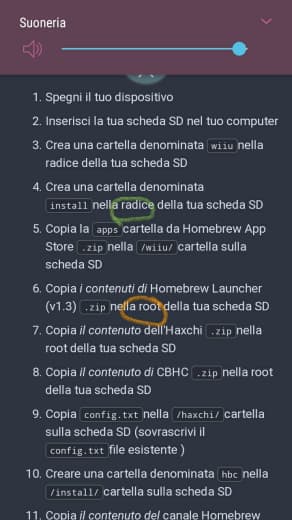 Suoneria
1. Spegni il tuo dispositivo
2. Inserisci la tua scheda SD nel tuo computer
3. Crea una cartella denominata wiiu nella
radice della tua scheda SD
4. Crea una cartella denominata
install nella radice della tua scheda SD
5. Copia la apps cartella da Homebrew App
Store .zip nella /wiiu/ cartella sulla
scheda SD
6. Copia i contenuti di Homebrew Launcher
(v1.3) .zip nella root della tua scheda SD
7. Copia il contenuto dell'Haxchi .zip nella
root della tua scheda SD
8. Copia il contenuto di CBHC .zip nella root
della tua scheda SD
9. Copia config.txt nella /haxchi/ cartella
sulla scheda SD (sovrascrivi il
config.txt file esistente )
10. Creare una cartella denominata hbc nella
/install/ cartella sulla scheda SD
11. Copia il contenuto del canale Homebrew